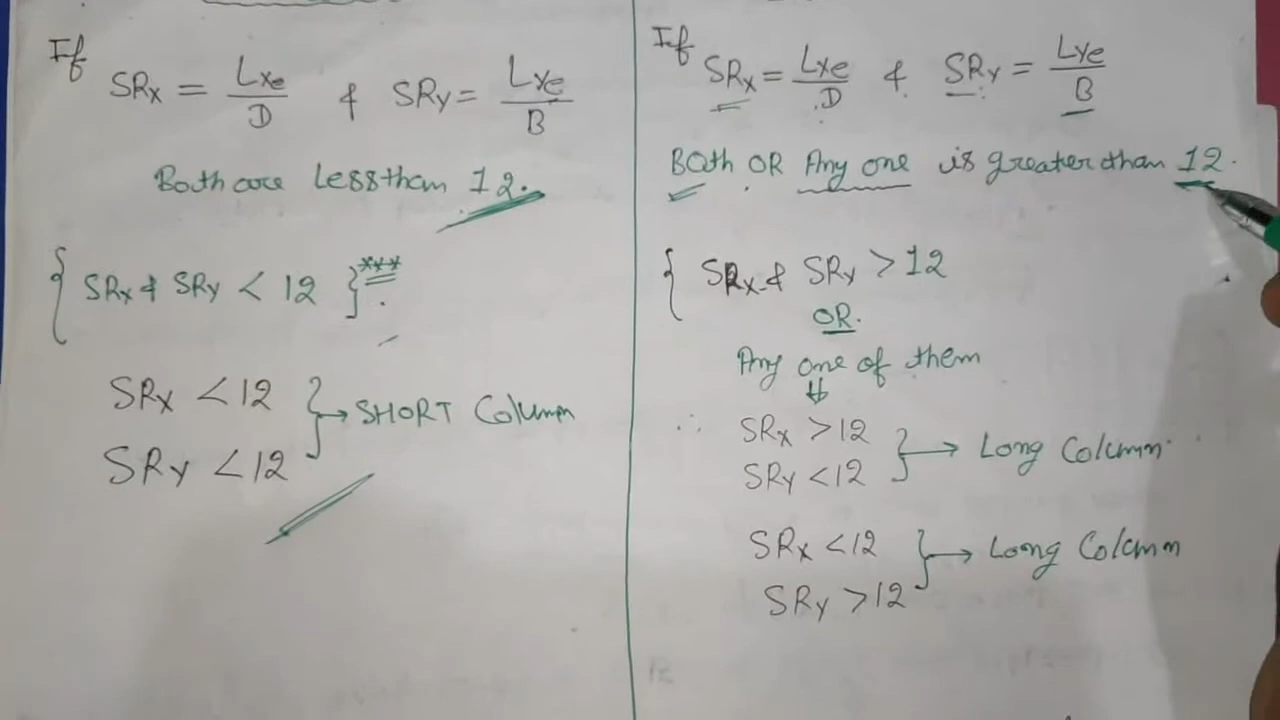 If
SRx = Lxe/D & SRy = Lye/B
Both are Less than 12.
{ SRx & SRy < 12 } ***
SRx < 12
SRy < 12 } → SHORT Column
If
SRx = Lxe/D & SRy = Lye/B
Both OR Any one is greater than 12.
{ SRx & SRy > 12
OR.
Any one of them
∴ SRx > 12
SRy < 12 } → Long Column
SRx < 12
SRy > 12 } → Long Column